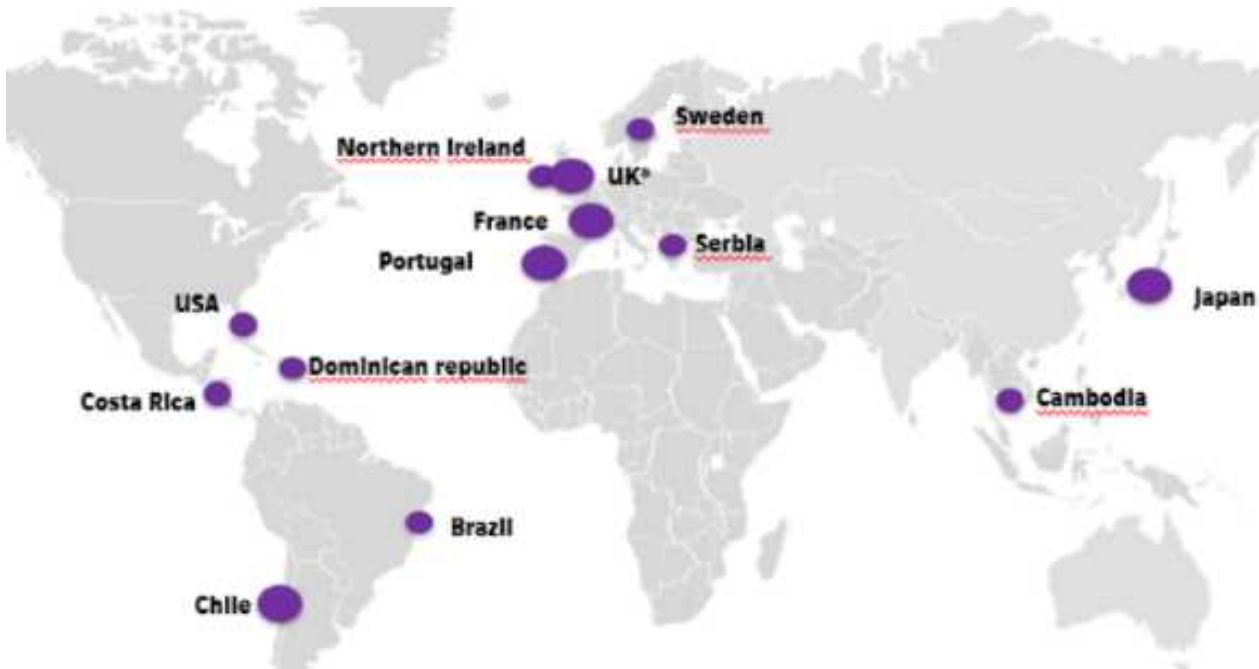 Sweden
Northern Ireland
UK*
France
Serbia
Portugal
Japan
USA
Dominican republic
Costa Rica
Cambodia
Brazil
Chile